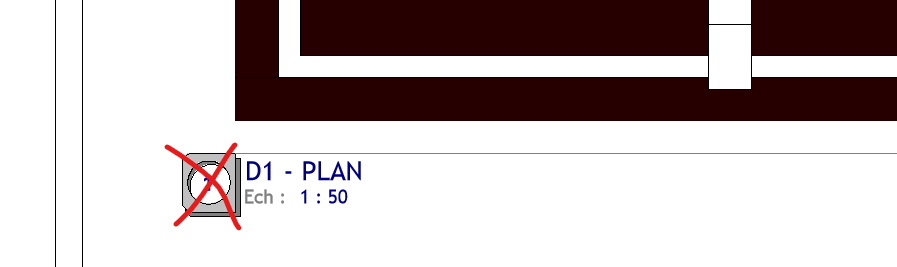 D1 - PLAN
Ech : 1 : 50